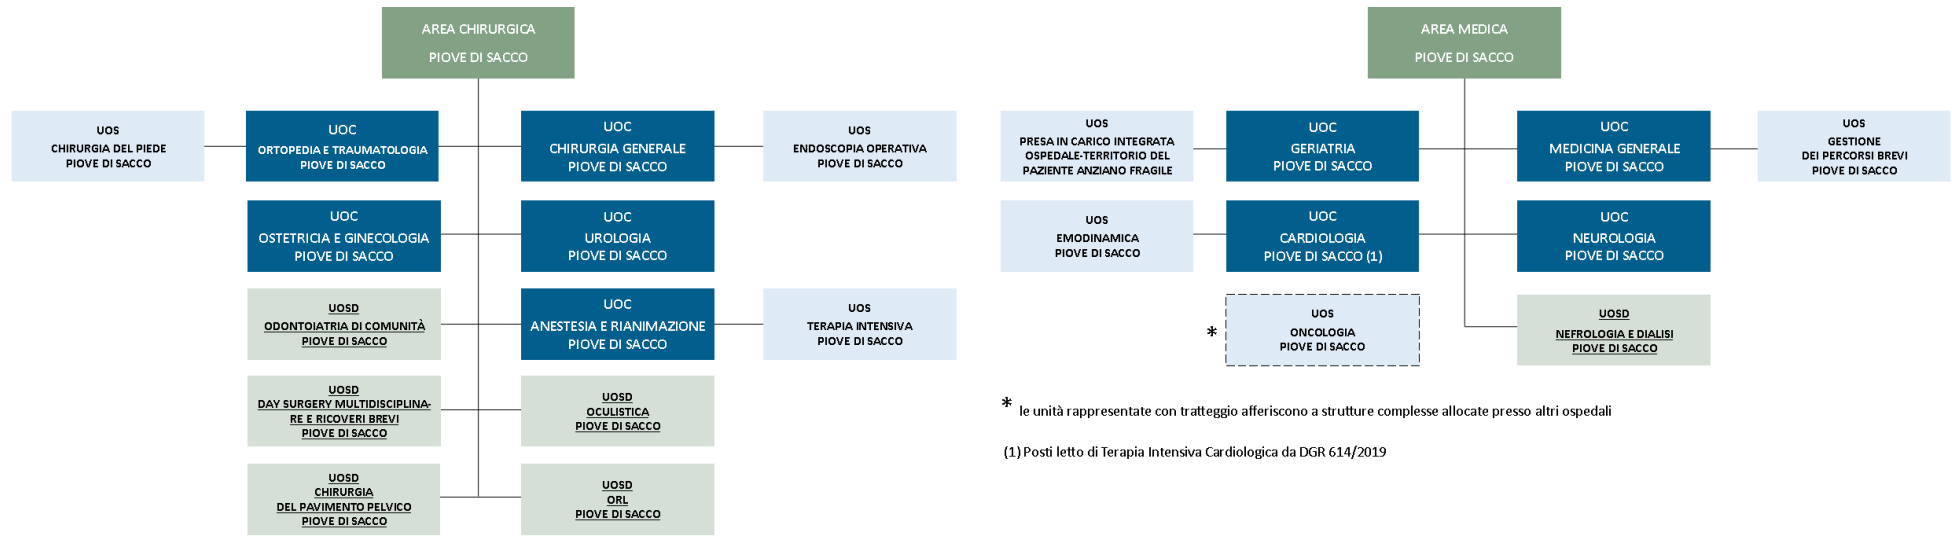 AREA CHIRURGICA
PIOVE DI SACCO
UOS
CHIRURGIA DEL PIEDE
PIOVE DI SACCO
UOC
ORTOPEDIA E TRAUMATOLOGIA
PIOVE DI SACCO
UOC
CHIRURGIA GENERALE
PIOVE DI SACCO
UOS
ENDOSCOPIA OPERATIVA
PIOVE DI SACCO
UOC
OSTETRICIA E GINECOLOGIA
PIOVE DI SACCO
UOC
UROLOGIA
PIOVE DI SACCO
UOSD
ODONTOIATRIA DI COMUNITÀ
PIOVE DI SACCO
UOC
ANESTESIA E RIANIMAZIONE
PIOVE DI SACCO
UOS
TERAPIA INTENSIVA
PIOVE DI SACCO
UOSD
DAY SURGERY MULTIDISCIPLINA-
RE E RICOVERI BREVI
PIOVE DI SACCO
UOSD
OCULISTICA
PIOVE DI SACCO
UOSD
CHIRURGIA
DEL PAVIMENTO PELVICO
PIOVE DI SACCO
UOSD
ORL
PIOVE DI SACCO
AREA MEDICA
PIOVE DI SACCO
UOS
PRESA IN CARICO INTEGRATA
OSPEDALE-TERRITORIO DEL
PAZIENTE ANZIANO FRAGILE
UOC
GERIATRIA
PIOVE DI SACCO
UOC
MEDICINA GENERALE
PIOVE DI SACCO
UOS
GESTIONE
DEI PERCORSI BREVI
PIOVE DI SACCO
UOS
EMODINAMICA
PIOVE DI SACCO
UOC
CARDIOLOGIA
PIOVE DI SACCO (1)
UOC
NEUROLOGIA
PIOVE DI SACCO
*
UOS
ONCOLOGIA
PIOVE DI SACCO
UOSD
NEFROLOGIA E DIALISI
PIOVE DI SACCO
* le unità rappresentate con tratteggio afferiscono a strutture complesse allocate presso altri ospedali
(1) Posti letto di Terapia Intensiva Cardiologica da DGR 614/2019